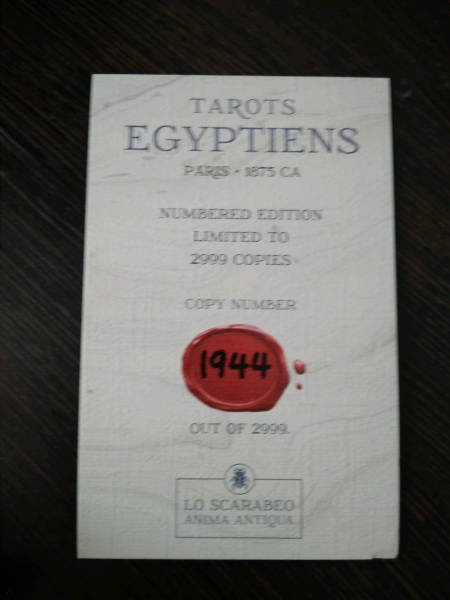 TAROTS
EGYPTIENS
PARIS • 1875 CA
NUMBERED EDITION
LIMITED TO
2999 COPIES
COPY NUMBER
1944
OUT OF 2999.
LO SCARABEO
ANIMA ANTIQUA